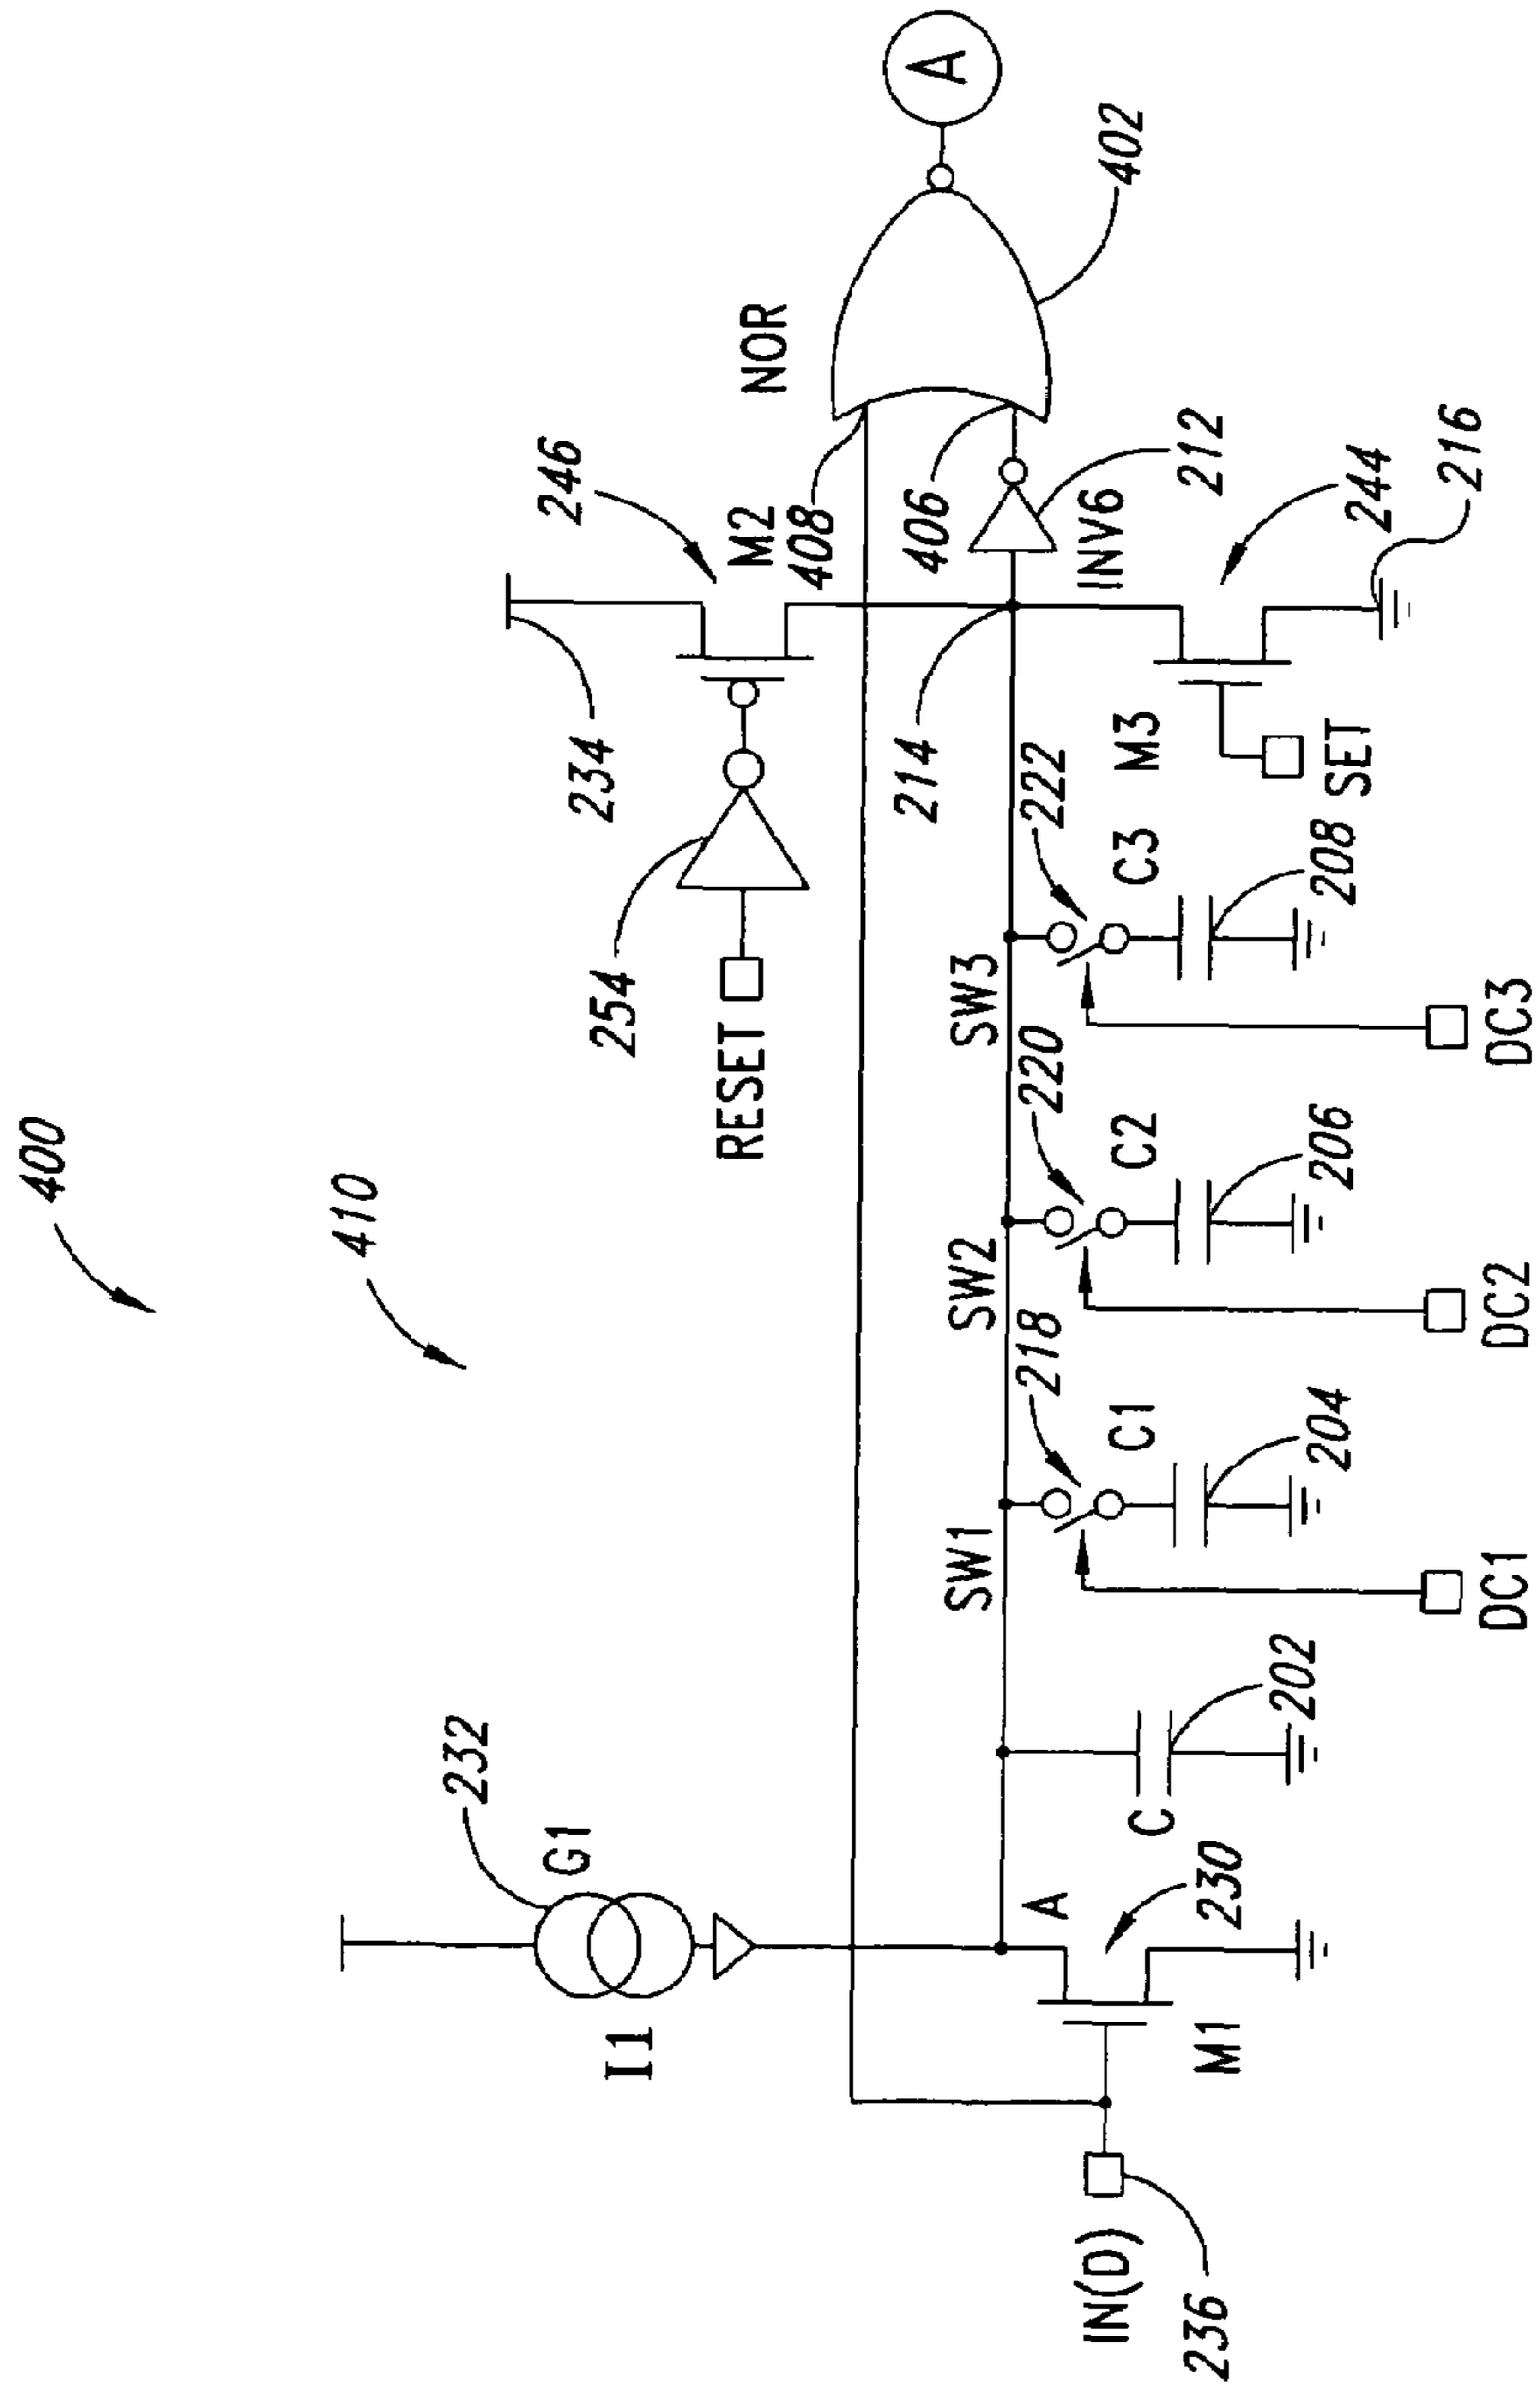 400
410
232
G1
I1
A
230
M1
IN(D)
236
C
202
SW1
218
C1
204
DC1
SW2
220
C2
206
DC2
SW3
222
C3
208
DC3
RESET
254
234
246
M2
408
NOR
214
406
INV6
212
M3
SET
244
216
402
A